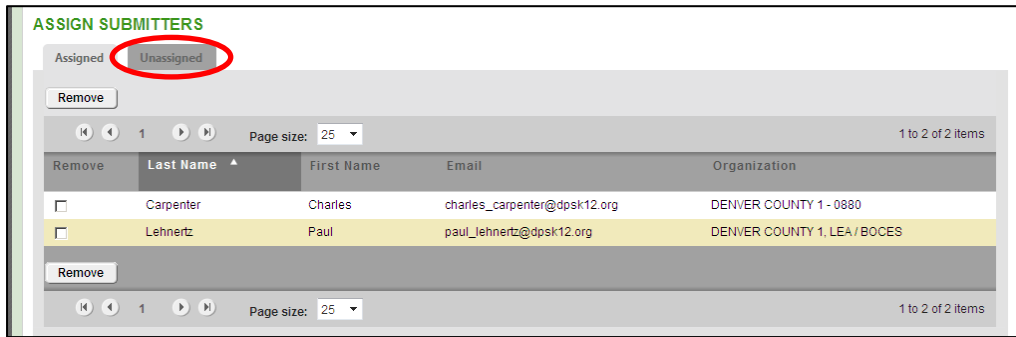 ASSIGN SUBMITTERS
Assigned Unassigned
Remove
1 Page size: 25 1 to 2 of 2 items
Remove Last Name First Name Email Organization
Carpenter Charles charles_carpenter@dpsk12.org DENVER COUNTY 1 - 0880
Lehnertz Paul paul_lehnertz@dpsk12.org DENVER COUNTY 1, LEA / BOCES
Remove
1 Page size: 25 1 to 2 of 2 items